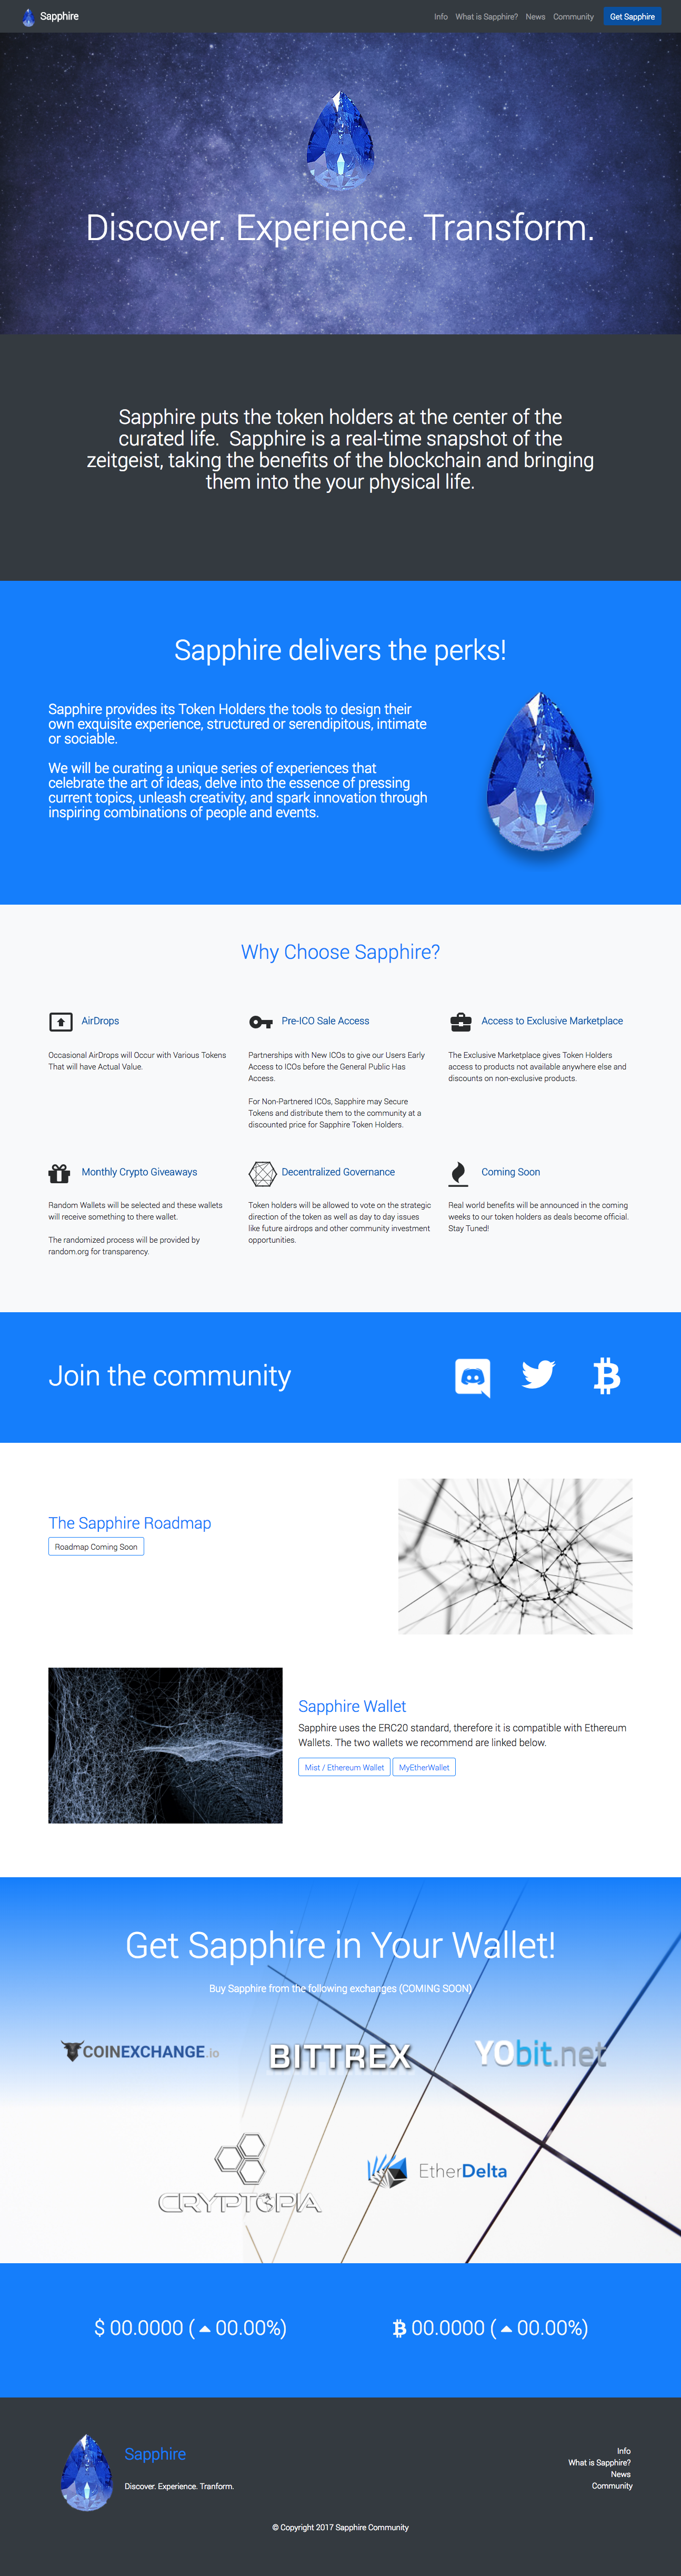 Sapphire
Info
What is Sapphire?
News
Community
Get Sapphire
Discover. Experience. Transform.
Sapphire puts the token holders at the center of the
curated life. Sapphire is a real-time snapshot of the
zeitgeist, taking the benefits of the blockchain and bringing
them into the your physical life.
Sapphire delivers the perks!
Sapphire provides its Token Holders the tools to design their
own exquisite experience, structured or serendipitous, intimate
or sociable.
We will be curating a unique series of experiences that
celebrate the art of ideas, delve into the essence of pressing
current topics, unleash creativity, and spark innovation through
inspiring combinations of people and events.
Why Choose Sapphire?
AirDrops
Occasional AirDrops will Occur with Various Tokens
That will have Actual Value.
Pre-ICO Sale Access
Partnerships with New ICOs to give our Users Early
Access to ICOs before the General Public Has
Access.
For Non-Partnered ICOs, Sapphire may Secure
Tokens and distribute them to the community at a
discounted price for Sapphire Token Holders.
Access to Exclusive Marketplace
The Exclusive Marketplace gives Token Holders
access to products not available anywhere else and
discounts on non-exclusive products.
Monthly Crypto Giveaways
Random Wallets will be selected and these wallets
will receive something to there wallet.
The randomized process will be provided by
random.org for transparency.
Decentralized Governance
Token holders will be allowed to vote on the strategic
direction of the token as well as day to day issues
like future airdrops and other community investment
opportunities.
Coming Soon
Real world benefits will be announced in the coming
weeks to our token holders as deals become official.
Stay Tuned!
Join the community
The Sapphire Roadmap
Roadmap Coming Soon
Sapphire Wallet
Sapphire uses the ERC20 standard, therefore it is compatible with Ethereum
Wallets. The two wallets we recommend are linked below.
Mist / Ethereum Wallet
MyEtherWallet
Get Sapphire in Your Wallet!
Buy Sapphire from the following exchanges (COMING SOON)
COINEXCHANGE.io
BITTREX
YObit.net
CRYPTOPIA
EtherDelta
$ 00.0000 ( 00.00%)
00.0000 ( 00.00%)
Sapphire
Discover. Experience. Tranform.
Info
What is Sapphire?
News
Community
© Copyright 2017 Sapphire Community